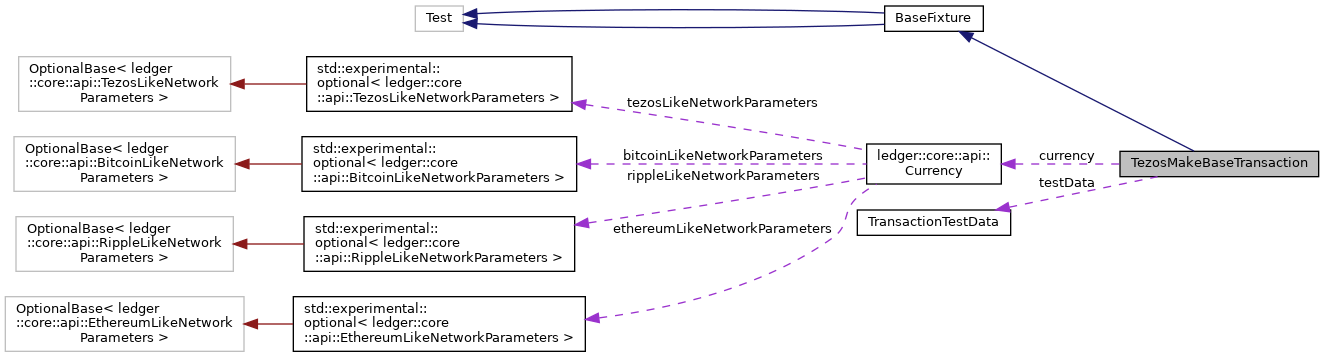 Test
BaseFixture
OptionalBase< ledger
::core::api::TezosLikeNetwork
Parameters >
std::experimental::
optional< ledger::core
::api::TezosLikeNetworkParameters >
tezosLikeNetworkParameters
OptionalBase< ledger
::core::api::BitcoinLikeNetwork
Parameters >
std::experimental::
optional< ledger::core
::api::BitcoinLikeNetworkParameters >
bitcoinLikeNetworkParameters
rippleLikeNetworkParameters
ledger::core::api::
Currency
currency
testData
TezosMakeBaseTransaction
OptionalBase< ledger
::core::api::RippleLikeNetwork
Parameters >
std::experimental::
optional< ledger::core
::api::RippleLikeNetworkParameters >
ethereumLikeNetworkParameters
TransactionTestData
OptionalBase< ledger
::core::api::EthereumLikeNetwork
Parameters >
std::experimental::
optional< ledger::core
::api::EthereumLikeNetworkParameters >